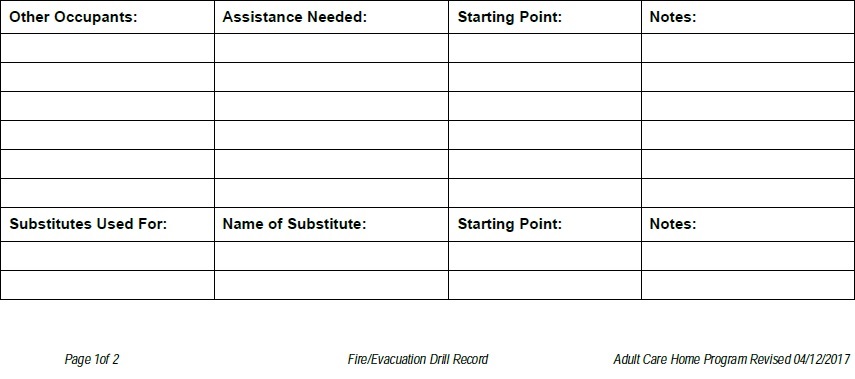 Other Occupants: Assistance Needed: Starting Point: Notes:
Substitutes Used For: Name of Substitute: Starting Point: Notes:
Page 1of 2 Fire/Evacuation Drill Record Adult Care Home Program Revised 04/12/2017